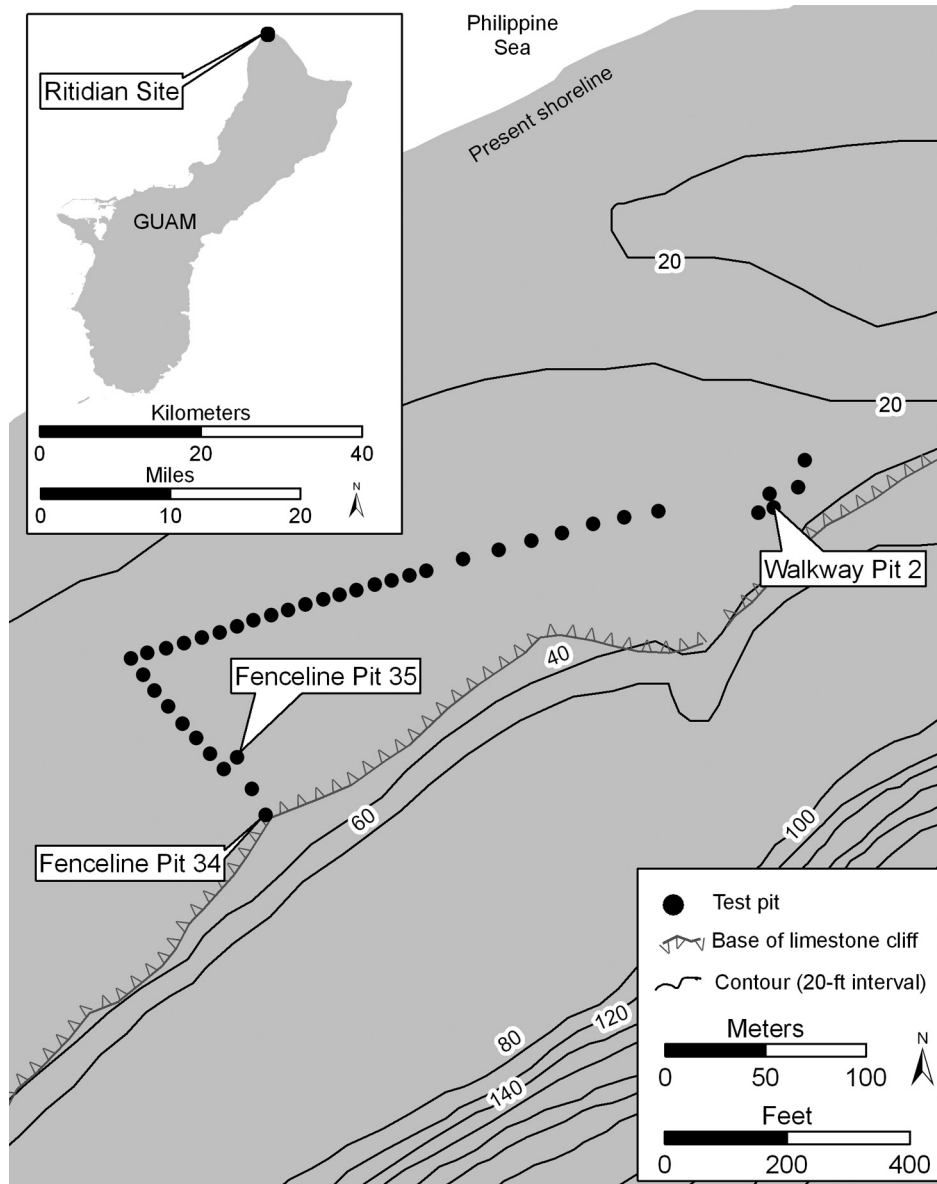 Philippine
Sea
Ritidian Site
Present shoreline
GUAM
20
Kilometers
0 20 40
Miles
0 10 20
N
20
Walkway Pit 2
40
Fenceline Pit 35
60
100
Fenceline Pit 34
Test pit
Base of limestone cliff
Contour (20-ft interval)
80
120
140
Meters
0 50 100
N
Feet
0 200 400